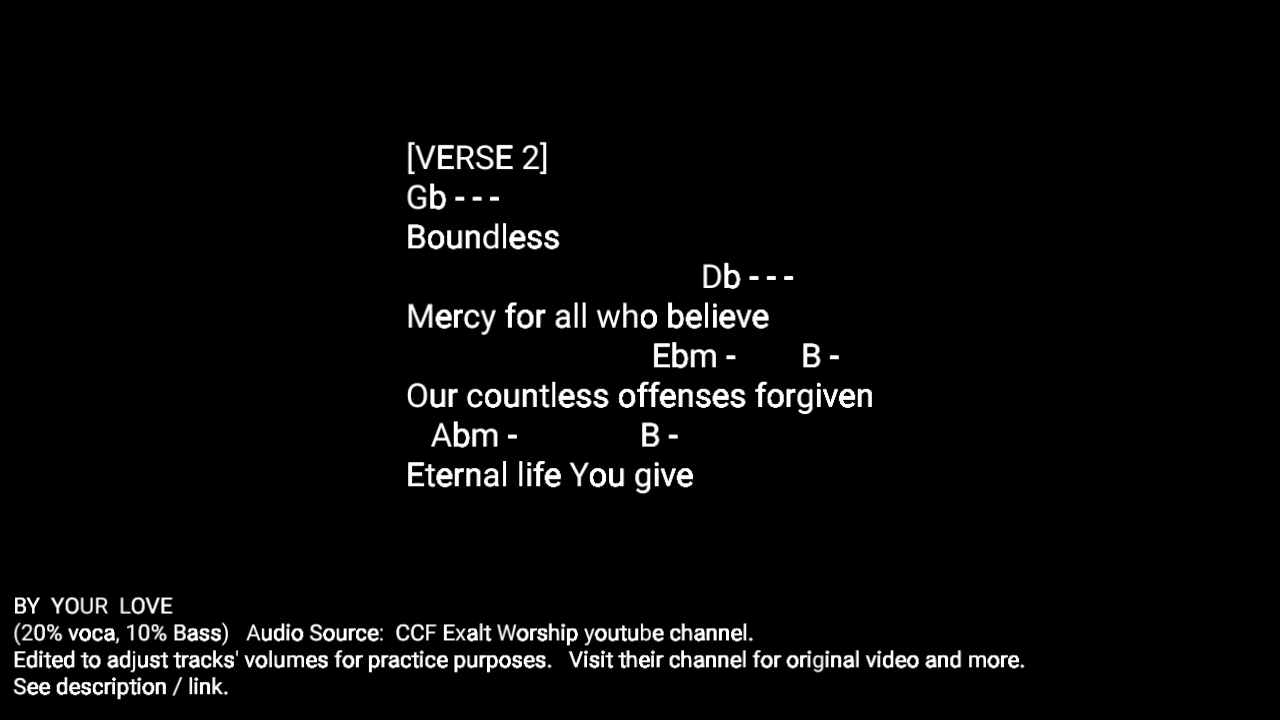 [VERSE 2]
Gb - - -
Boundless
Db - - -
Mercy for all who believe
Ebm - B -
Our countless offenses forgiven
Abm - B -
Eternal life You give
BY YOUR LOVE
(20% voca, 10% Bass) Audio Source: CCF Exalt Worship youtube channel.
Edited to adjust tracks' volumes for practice purposes. Visit their channel for original video and more.
See description / link.